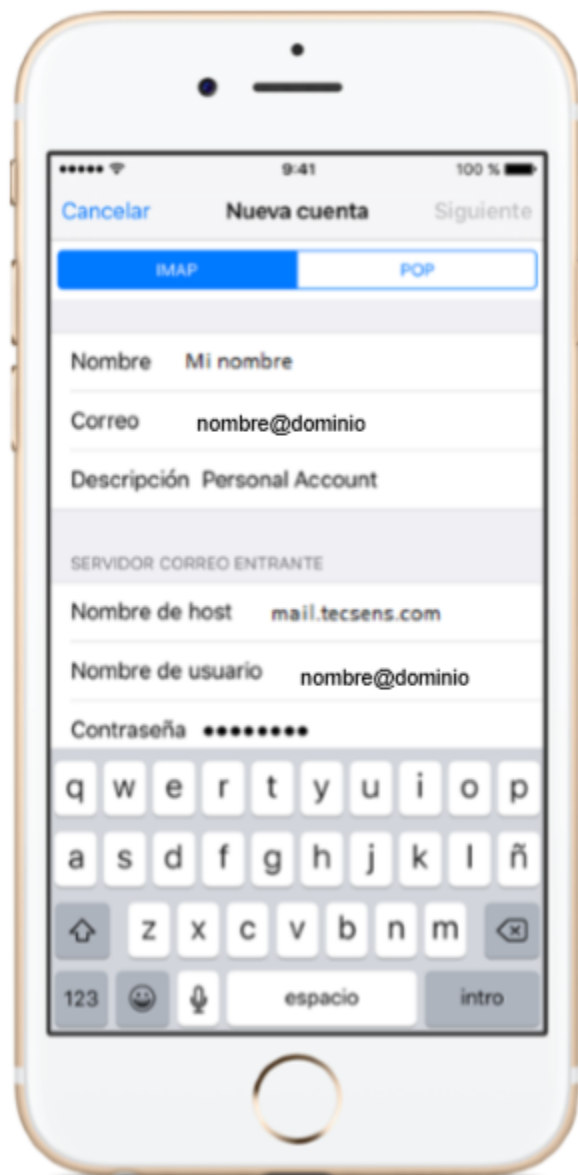 9:41 100 %
Cancelar Nueva cuenta Siguiente
IMAP POP
Nombre Mi nombre
Correo nombre@dominio
Descripción Personal Account
SERVIDOR CORREO ENTRANTE
Nombre de host mail.tecsens.com
Nombre de usuario nombre@dominio
Contraseña ••••••••
q w e r t y u i o p
a s d f g h j k l ñ
z x c v b n m
123 espacio intro